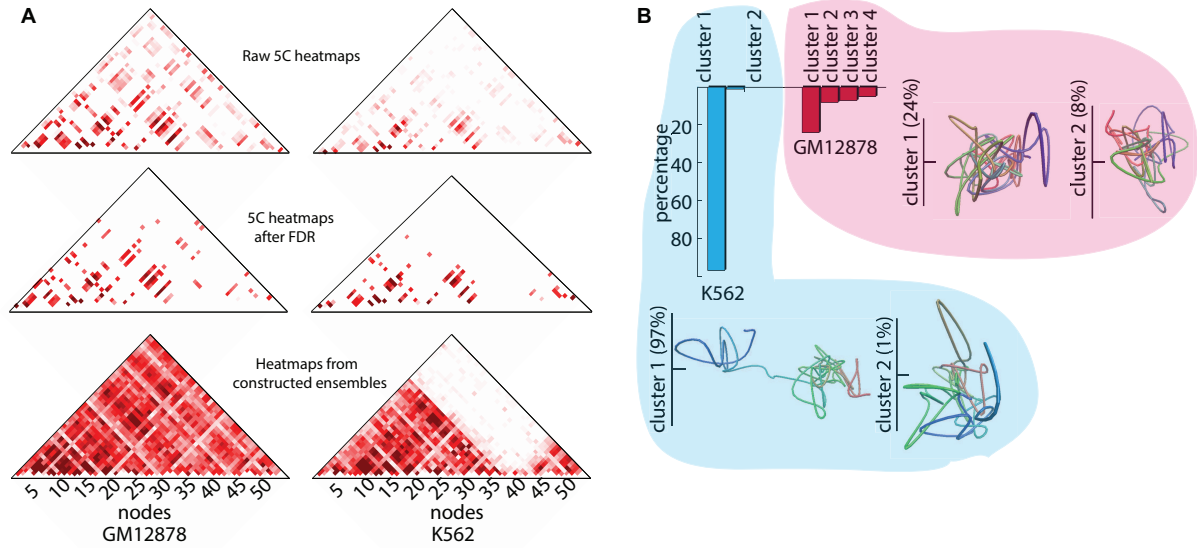 A
Raw 5C heatmaps
5C heatmaps
after FDR
Heatmaps from
constructed ensembles
5 10 15 20 25 30 35 40 45 50
nodes
GM12878
5 10 15 20 25 30 35 40 45 50
nodes
K562
B
cluster 1
cluster 2
cluster 1
cluster 2
cluster 3
cluster 4
percentage
20
40
60
80
K562
GM12878
cluster 1 (24%)
cluster 2 (8%)
cluster 1 (97%)
cluster 2 (1%)